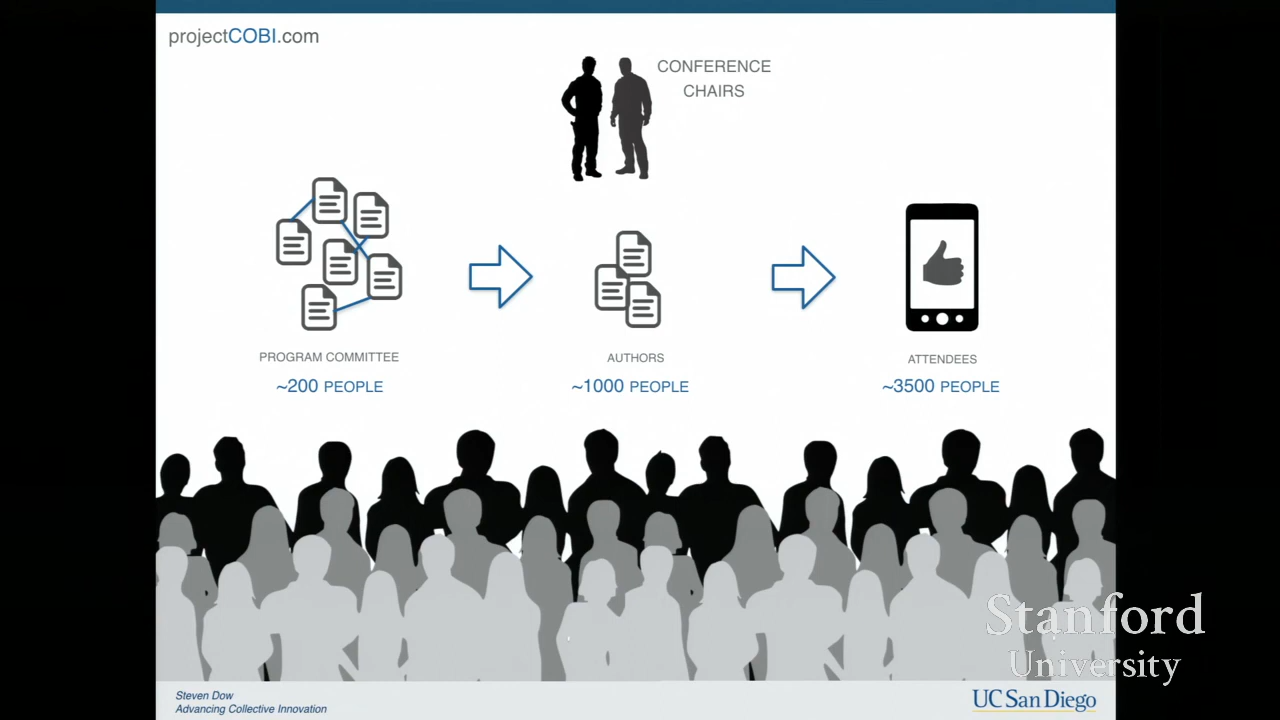 projectCOBI.com
CONFERENCE
CHAIRS
PROGRAM COMMITTEE
~200 PEOPLE
AUTHORS
~1000 PEOPLE
ATTENDEES
~3500 PEOPLE
Stanford
University
Steven Dow
Advancing Collective Innovation
UC San Diego